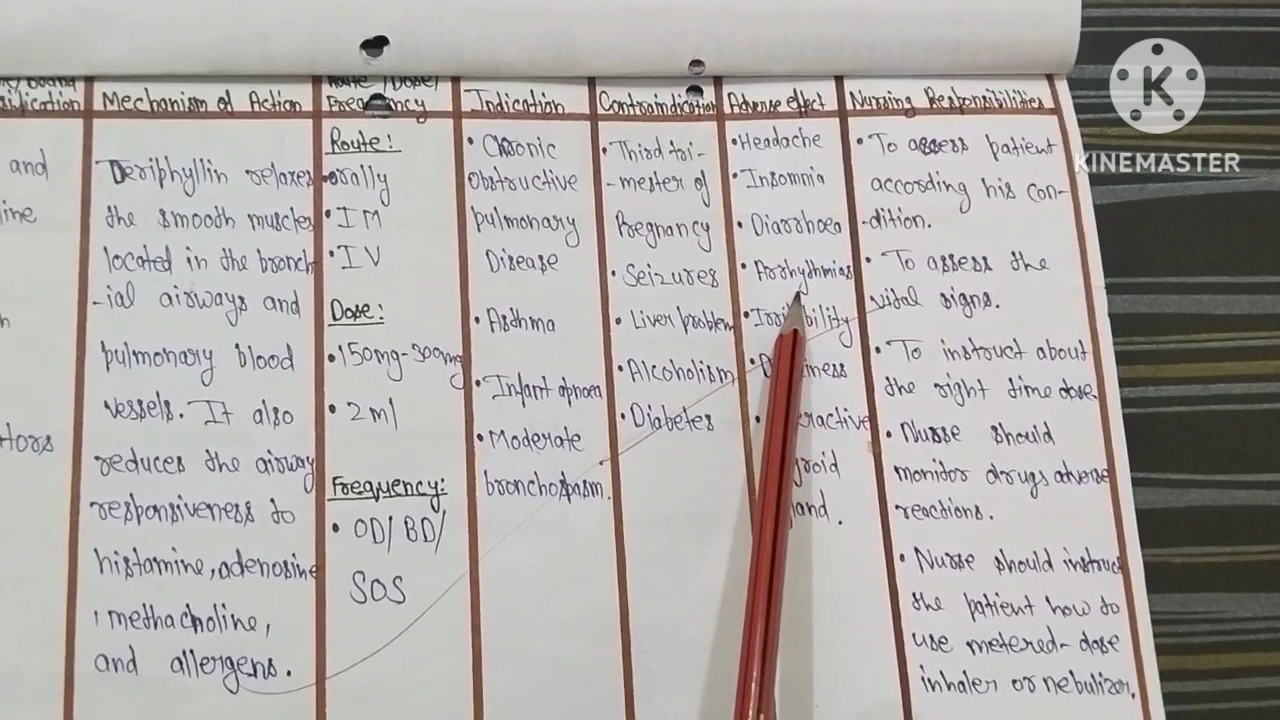 Mechanism of Action
Deriphyllin relaxes
the smooth muscles
located in the bronch
-ial airways and
pulmonary blood
vessels. It also
reduces the airway
responsiveness to
histamine, adenosine
, methacholine,
and allergens.
Route/Dose/
Frequency
Route:
• orally
• IM
• IV
Dose:
• 150mg-300mg
• 2ml
Frequency:
• OD/BD/
SOS
Indication
• Chronic
obstructive
pulmonary
Disease
• Asthma
• Infant apnoea
• Moderate
bronchospasm.
Contraindication
• Third tri-
-mester of
Pregnancy
• Seizures
• Liver problem
• Alcoholism
• Diabetes
Adverse effect
• Headache
• Insomnia
• Diarrhoea
• Arrhythmias
gland.
Nursing Responsibilities
• To access patient
according his con-
-dition.
• To assess the
vital signs.
• To instruct about
the right time dose
• Nurse should
monitor drugs adverse
reactions.
• Nurse should instruct
the patient how to
use metered-dose
inhaler or nebulizer.
and
K
KINEMASTER